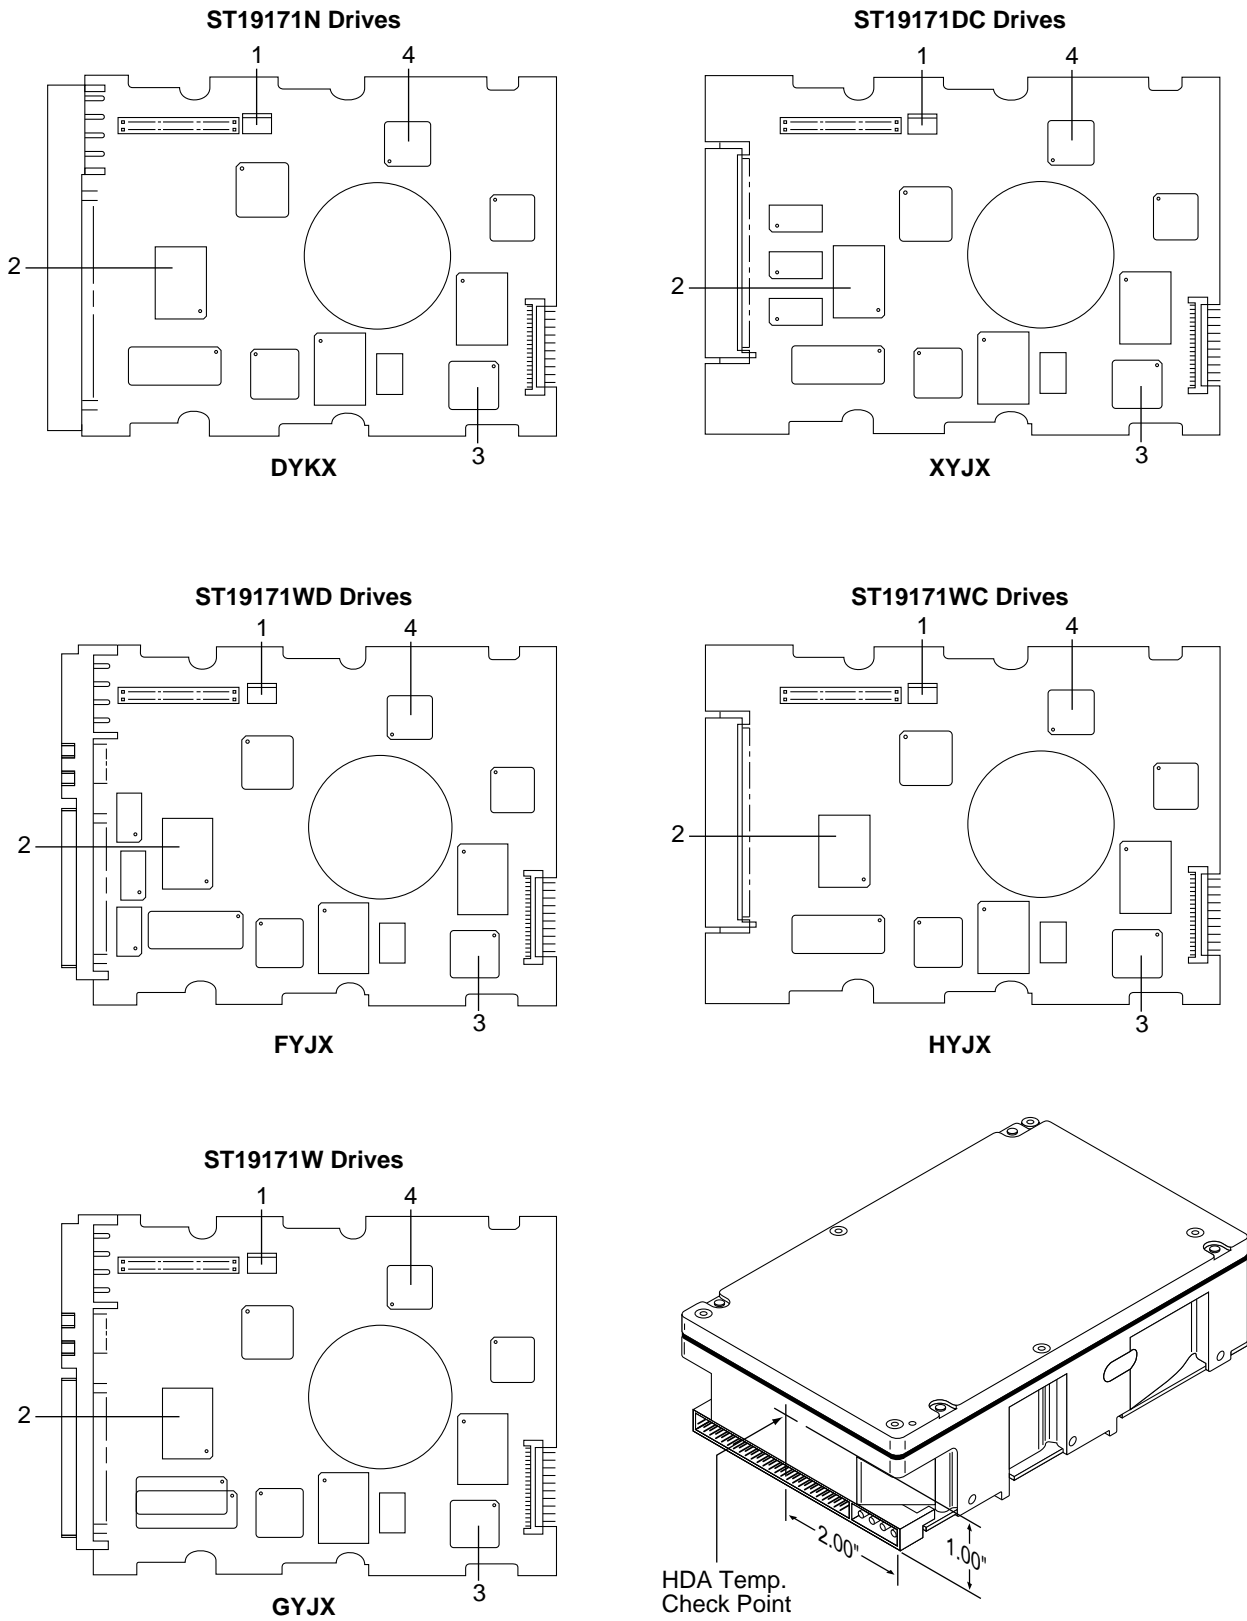 ST19171N Drives
1
4
2
3
DYKX
ST19171DC Drives
1
4
2
3
XYJX
ST19171WD Drives
1
4
2
3
FYJX
ST19171WC Drives
1
4
2
3
HYJX
ST19171W Drives
1
4
2
3
GYJX
2.00"
1.00"
HDA Temp.
Check Point